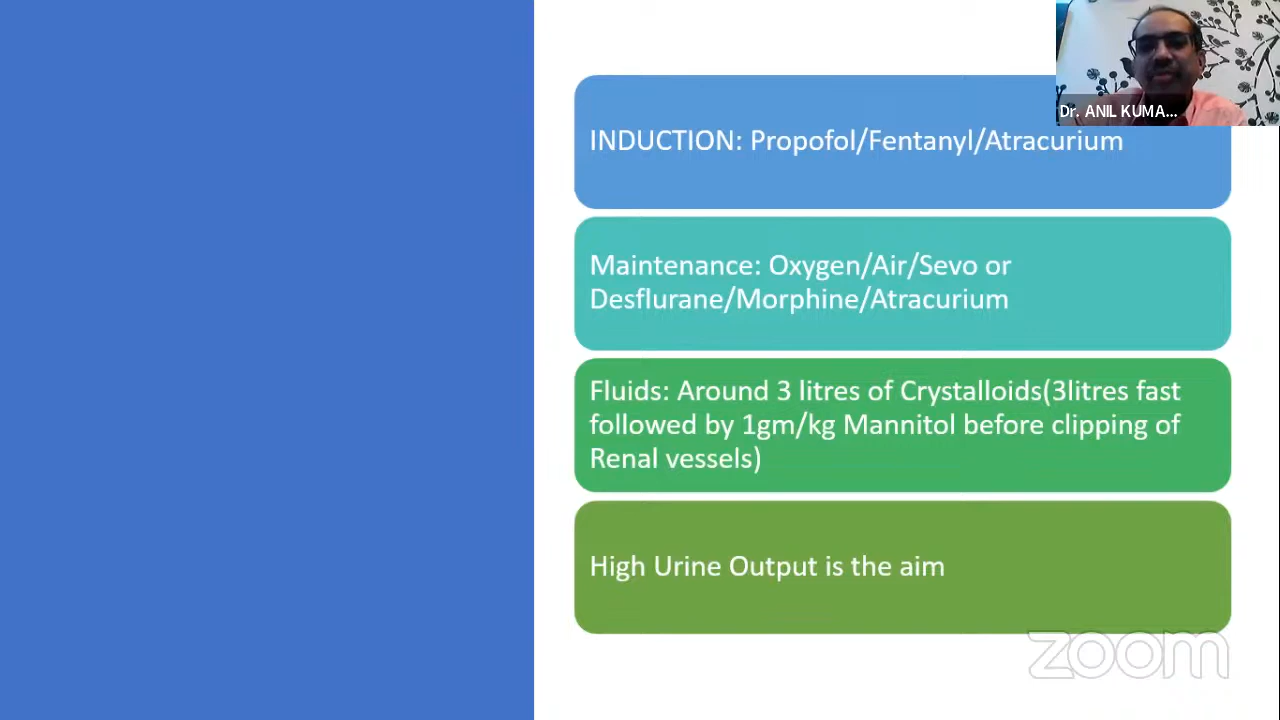 Dr. ANIL KUMA...
INDUCTION: Propofol/Fentanyl/Atracurium
Maintenance: Oxygen/Air/Sevo or
Desflurane/Morphine/Atracurium
Fluids: Around 3 litres of Crystalloids(3litres fast
followed by 1gm/kg Mannitol before clipping of
Renal vessels)
High Urine Output is the aim
zoom